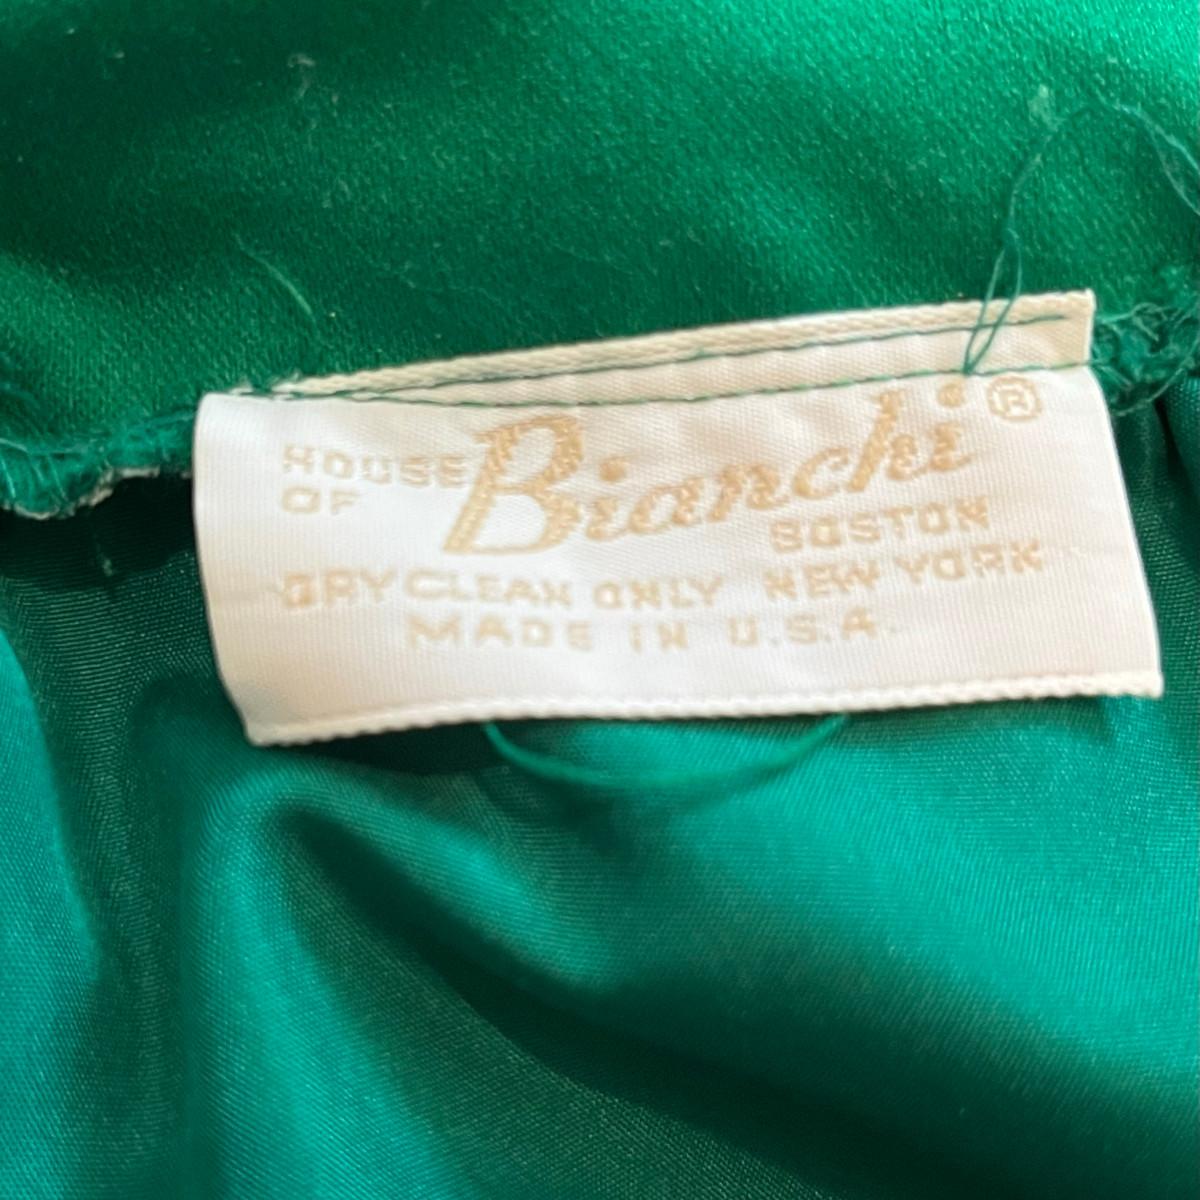 HOUSE OF Bianchi ®
BOSTON
DRY CLEAN ONLY NEW YORK
MADE IN U.S.A.